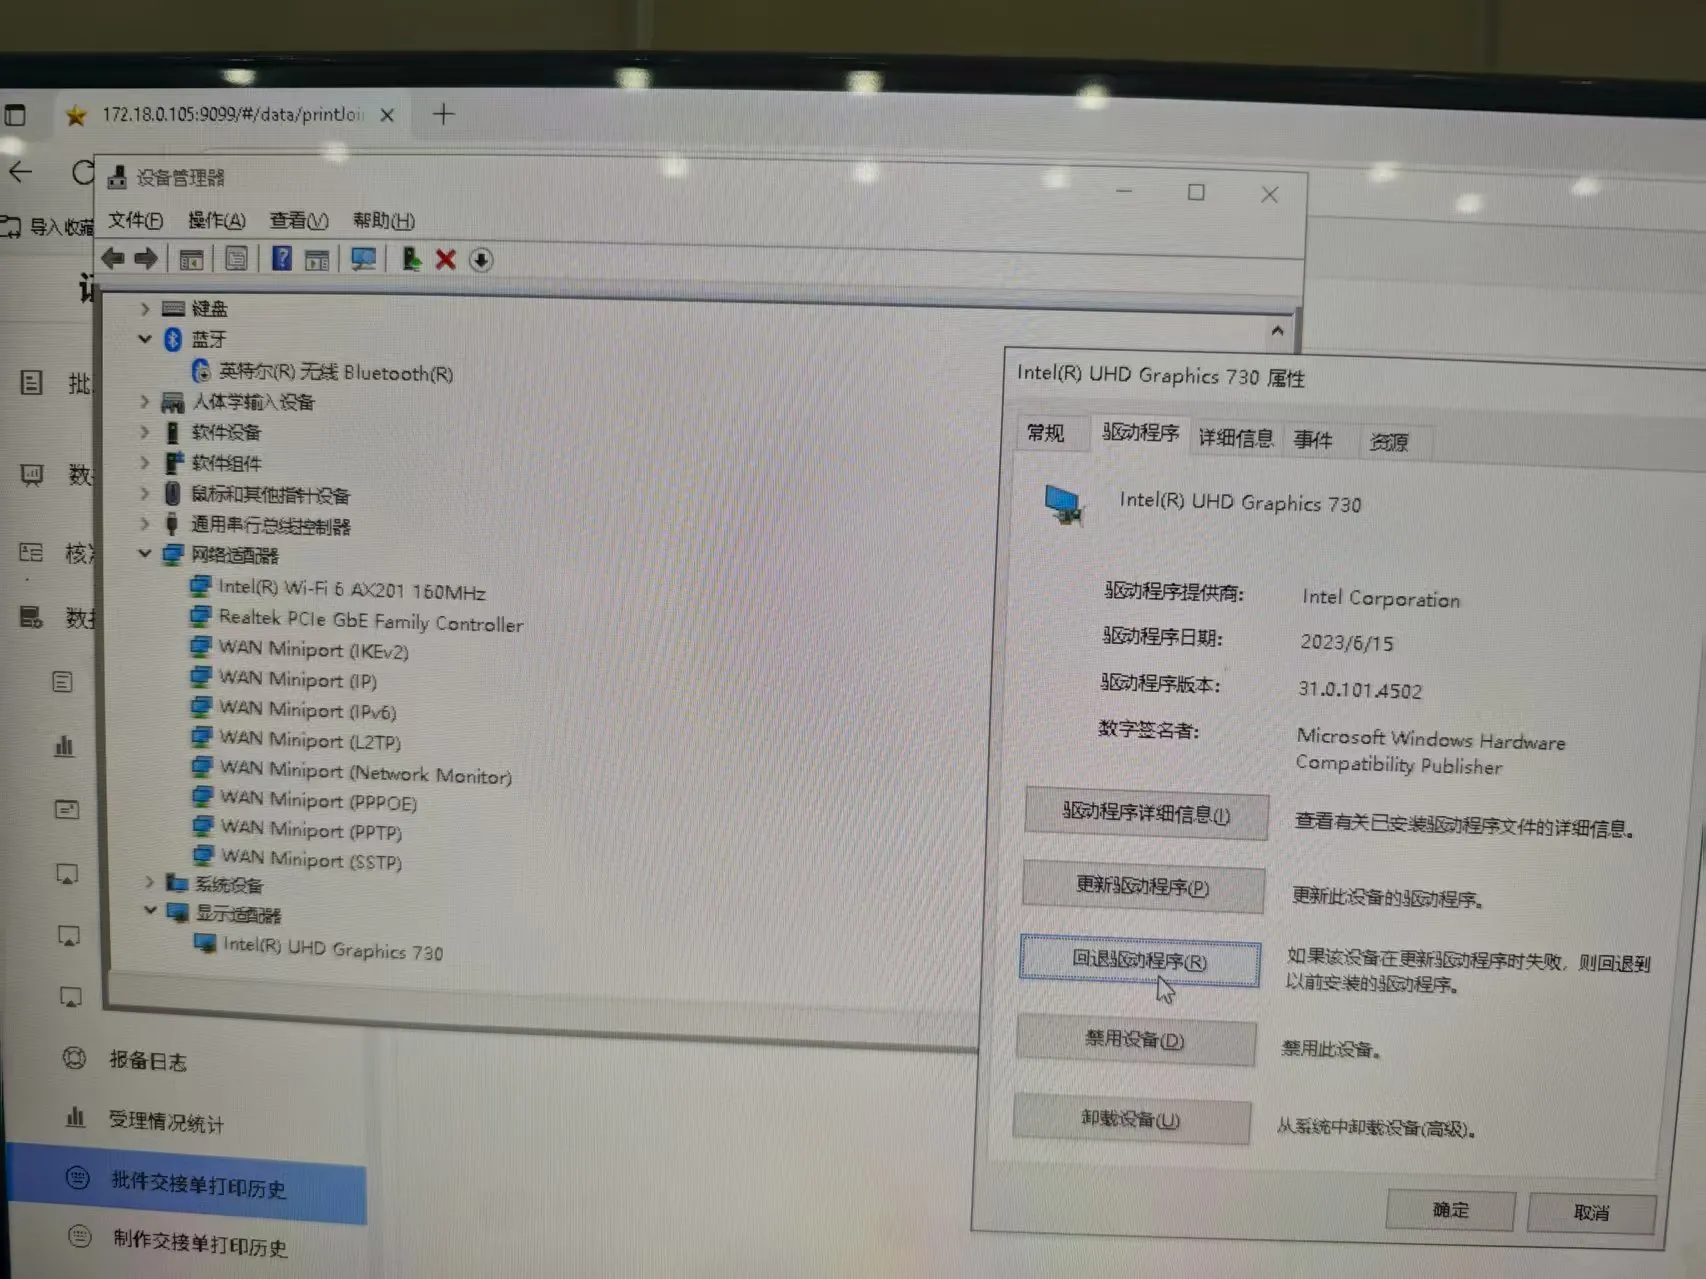 172.18.0.105:9099/#/data/printloi
导入收藏
设备管理器
文件(F) 操作(A) 查看(V) 帮助(H)
键盘
蓝牙
英特尔(R) 无线 Bluetooth(R)
人体学输入设备
软件设备
软件组件
鼠标和其他指针设备
通用串行总线控制器
网络适配器
Intel(R) Wi-Fi 6 AX201 160MHz
Realtek PCIe GbE Family Controller
WAN Miniport (IKEv2)
WAN Miniport (IP)
WAN Miniport (IPv6)
WAN Miniport (L2TP)
WAN Miniport (Network Monitor)
WAN Miniport (PPPOE)
WAN Miniport (PPTP)
WAN Miniport (SSTP)
系统设备
显示适配器
Intel(R) UHD Graphics 730
批
数
核
数
报备日志
受理情况统计
批件交接单打印历史
制作交接单打印历史
Intel(R) UHD Graphics 730 属性
常规 驱动程序 详细信息 事件 资源
Intel(R) UHD Graphics 730
驱动程序提供商: Intel Corporation
驱动程序日期: 2023/6/15
驱动程序版本: 31.0.101.4502
数字签名者: Microsoft Windows Hardware
Compatibility Publisher
驱动程序详细信息(I) 查看有关已安装驱动程序文件的详细信息。
更新驱动程序(P) 更新此设备的驱动程序。
回退驱动程序(R) 如果该设备在更新驱动程序时失败，则回退到
以前安装的驱动程序。
禁用设备(D) 禁用此设备。
卸载设备(U) 从系统中卸载设备(高级)。
确定 取消